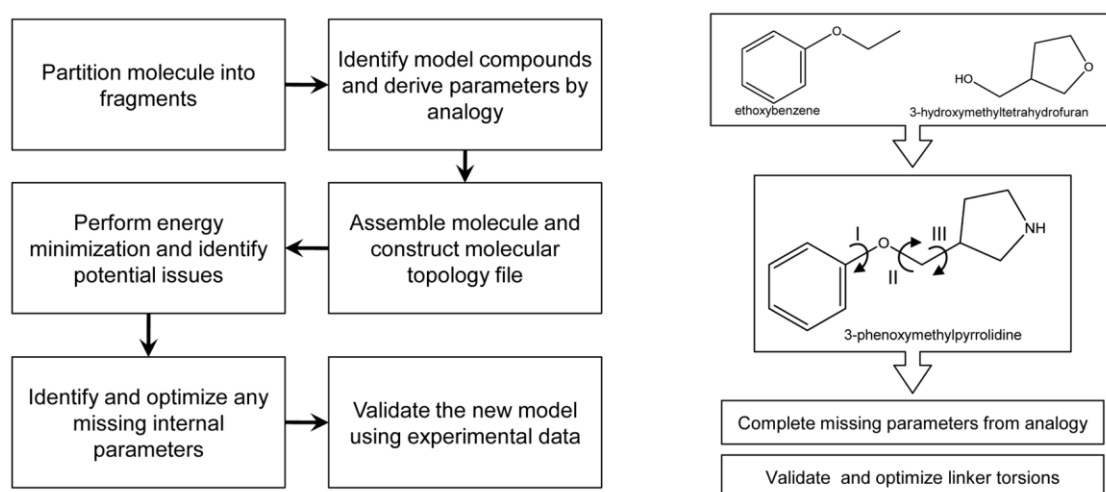 Partition molecule into
fragments
Identify model compounds
and derive parameters by
analogy
Perform energy
minimization and identify
potential issues
Assemble molecule and
construct molecular
topology file
Identify and optimize any
missing internal
parameters
Validate the new model
using experimental data
O
ethoxybenzene
HO
O
3-hydroxymethyltetrahydrofuran
I
O
II
III
NH
3-phenoxymethylpyrrolidine
Complete missing parameters from analogy
Validate and optimize linker torsions